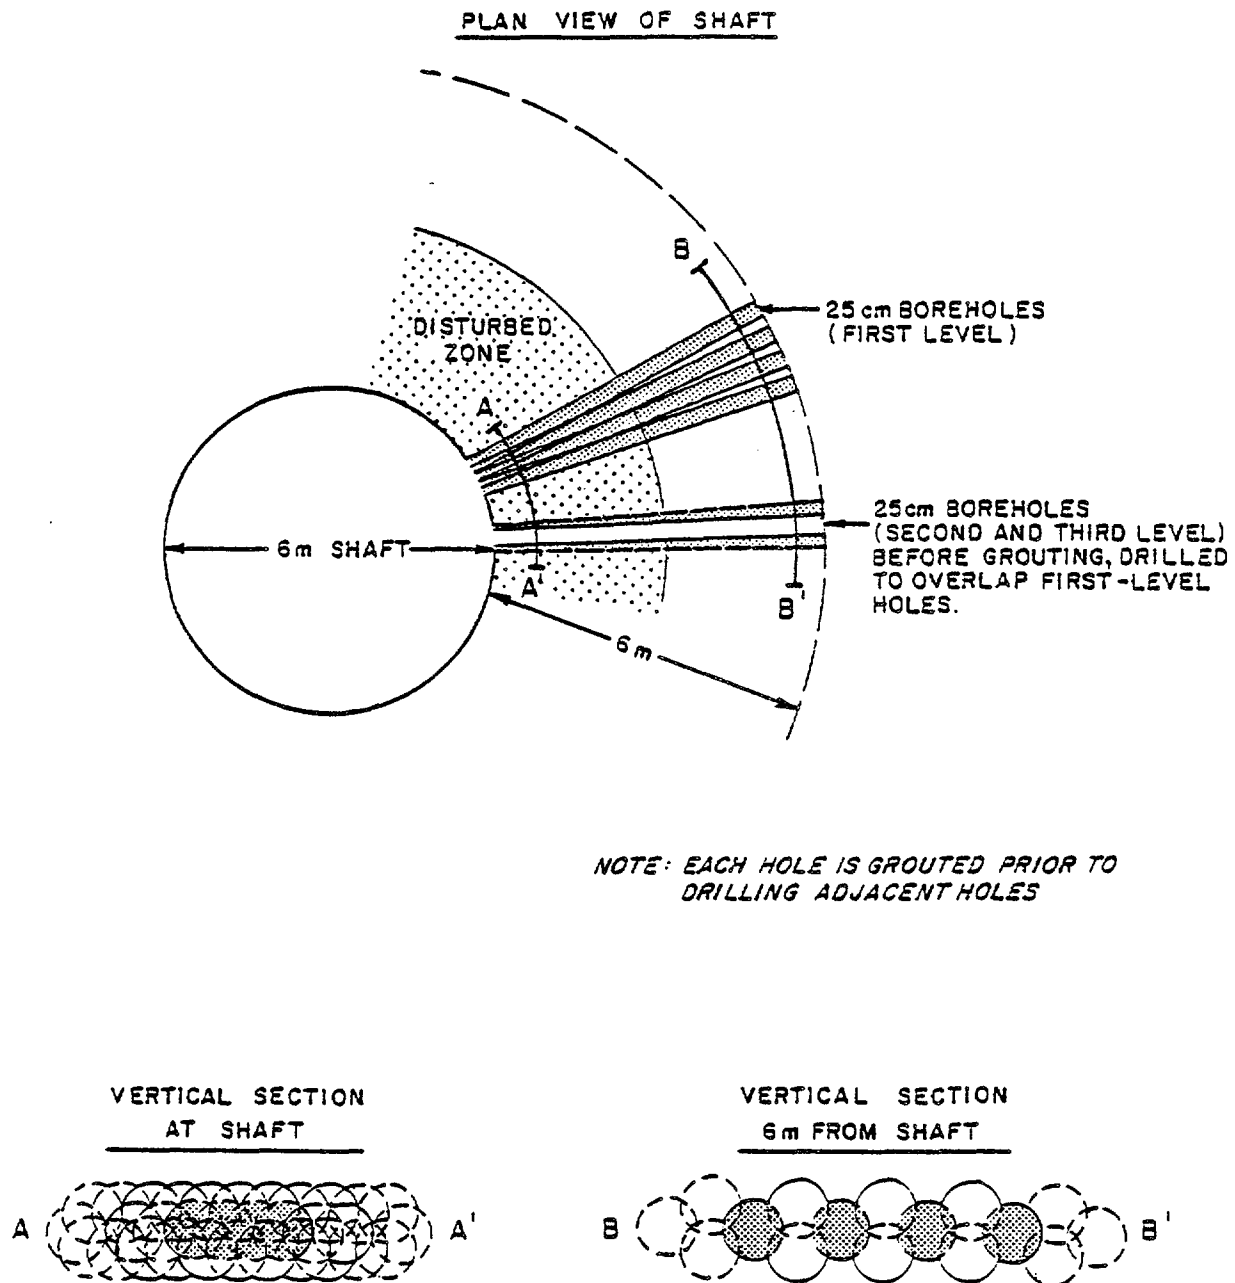 PLAN VIEW OF SHAFT
B
25 cm BOREHOLES
(FIRST LEVEL)
DISTURBED
ZONE
A
25cm BOREHOLES
(SECOND AND THIRD LEVEL)
BEFORE GROUTING, DRILLED
TO OVERLAP FIRST-LEVEL
HOLES.
6m SHAFT
A'
B'
6m
NOTE: EACH HOLE IS GROUTED PRIOR TO
DRILLING ADJACENT HOLES
VERTICAL SECTION
AT SHAFT
A
A'
VERTICAL SECTION
6m FROM SHAFT
B
B'